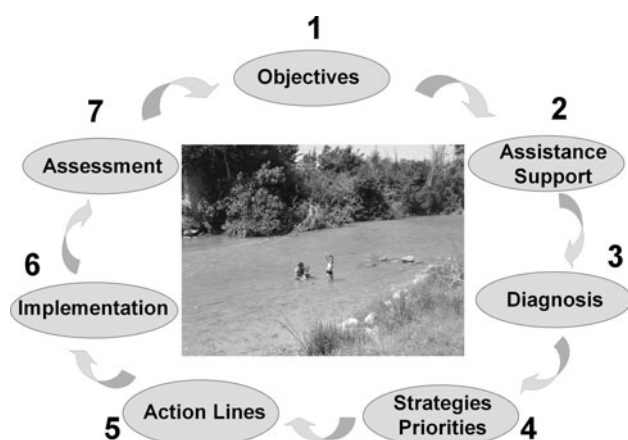 1
Objectives
2
Assistance
Support
3
Diagnosis
4
Strategies
Priorities
5
Action Lines
6
Implementation
7
Assessment